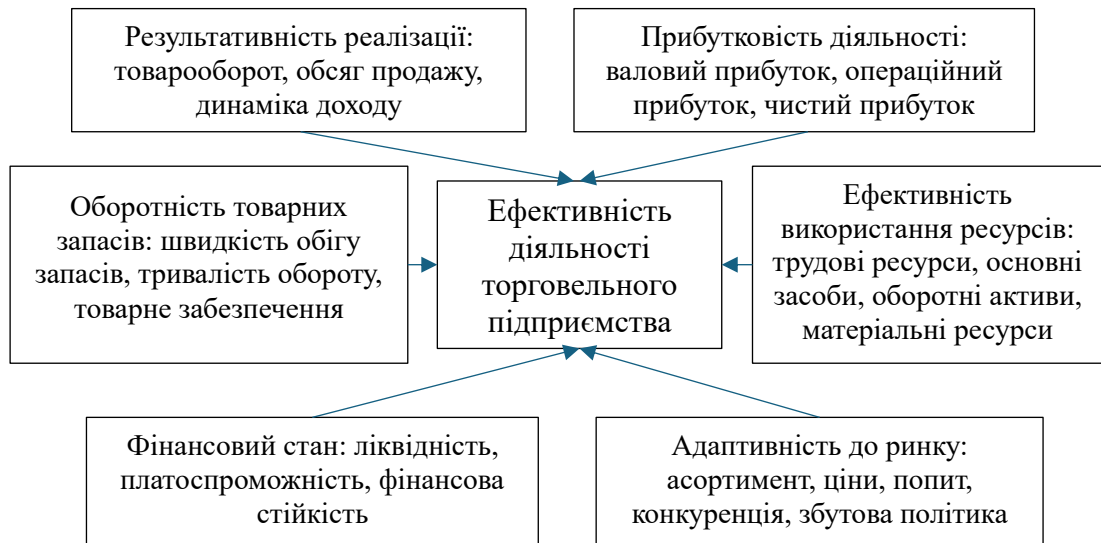 Результативність реалізації:
товарооборот, обсяг продажу,
динаміка доходу
Прибутковість діяльності:
валовий прибуток, операційний
прибуток, чистий прибуток
Оборотність товарних
запасів: швидкість обігу
запасів, тривалість обороту,
товарне забезпечення
Ефективність
діяльності
торговельного
підприємства
Ефективність
використання ресурсів:
трудові ресурси, основні
засоби, оборотні активи,
матеріальні ресурси
Фінансовий стан: ліквідність,
платоспроможність, фінансова
стійкість
Адаптивність до ринку:
асортимент, ціни, попит,
конкуренція, збутова політика